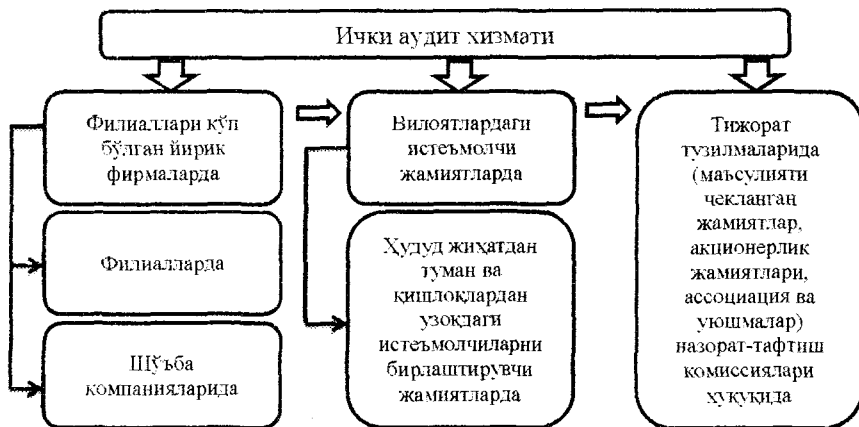 Ички аудит хизмати
Филиаллари кўп
бўлган йирик
фирмаларда
Филиалларда
Шўъба
компанияларида
Вилоятлардаги
истеъмолчи
жамиятларда
Ҳудуд жиҳатдан
туман ва
қишлоқлардан
узоқдаги
истеъмолчиларни
бирлаштирувчи
жамиятларда
Тижорат
тузилмаларида
(маъсулияти
чекланган
жамиятлар,
акционерлик
жамиятлари,
ассоциация ва
уюшмалар)
назорат-тафтиш
комиссиялари
ҳуқуқида